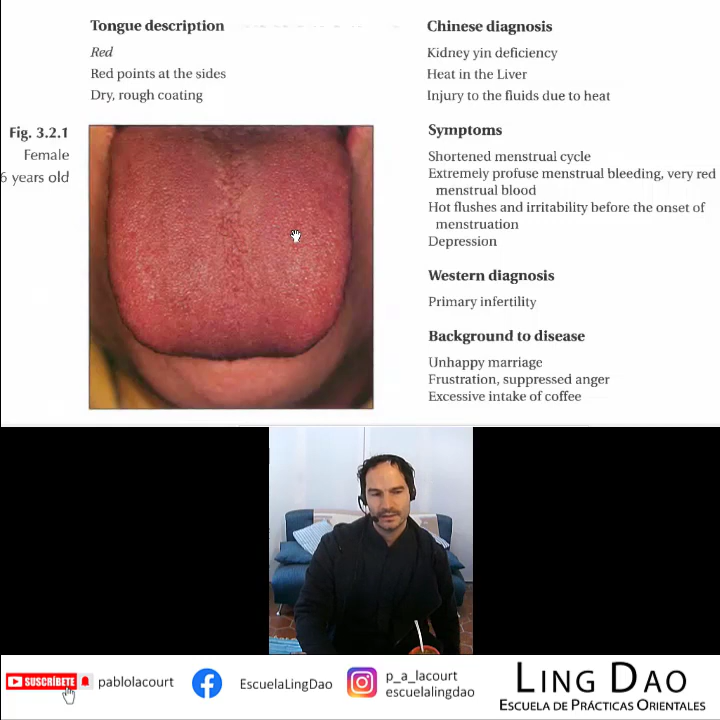 Tongue description
Red
Red points at the sides
Dry, rough coating
Fig. 3.2.1
Female
6 years old
Chinese diagnosis
Kidney yin deficiency
Heat in the Liver
Injury to the fluids due to heat
Symptoms
Shortened menstrual cycle
Extremely profuse menstrual bleeding, very red
menstrual blood
Hot flushes and irritability before the onset of
menstruation
Depression
Western diagnosis
Primary infertility
Background to disease
Unhappy marriage
Frustration, suppressed anger
Excessive intake of coffee
SUSCRÍBETE
pablolacourt
EscuelaLingDao
p_a_lacourt
escuelalingdao
LING DAO
ESCUELA DE PRÁCTICAS ORIENTALES